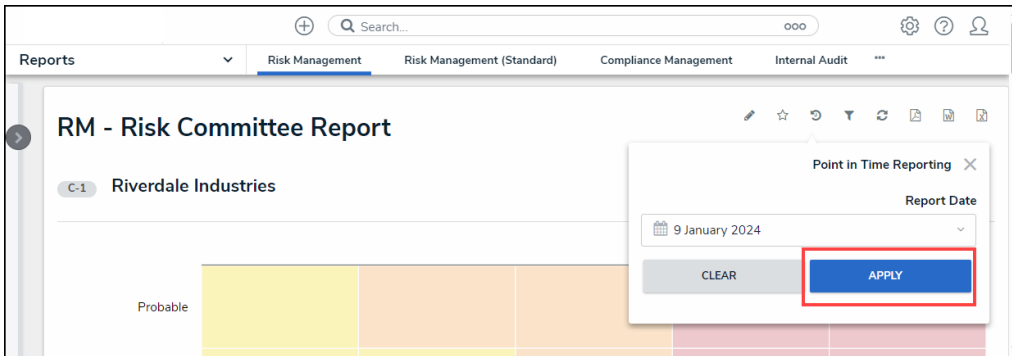 Search...
Reports
Risk Management
Risk Management (Standard)
Compliance Management
Internal Audit
RM - Risk Committee Report
Point in Time Reporting
C-1 Riverdale Industries
Report Date
9 January 2024
CLEAR
APPLY
Probable